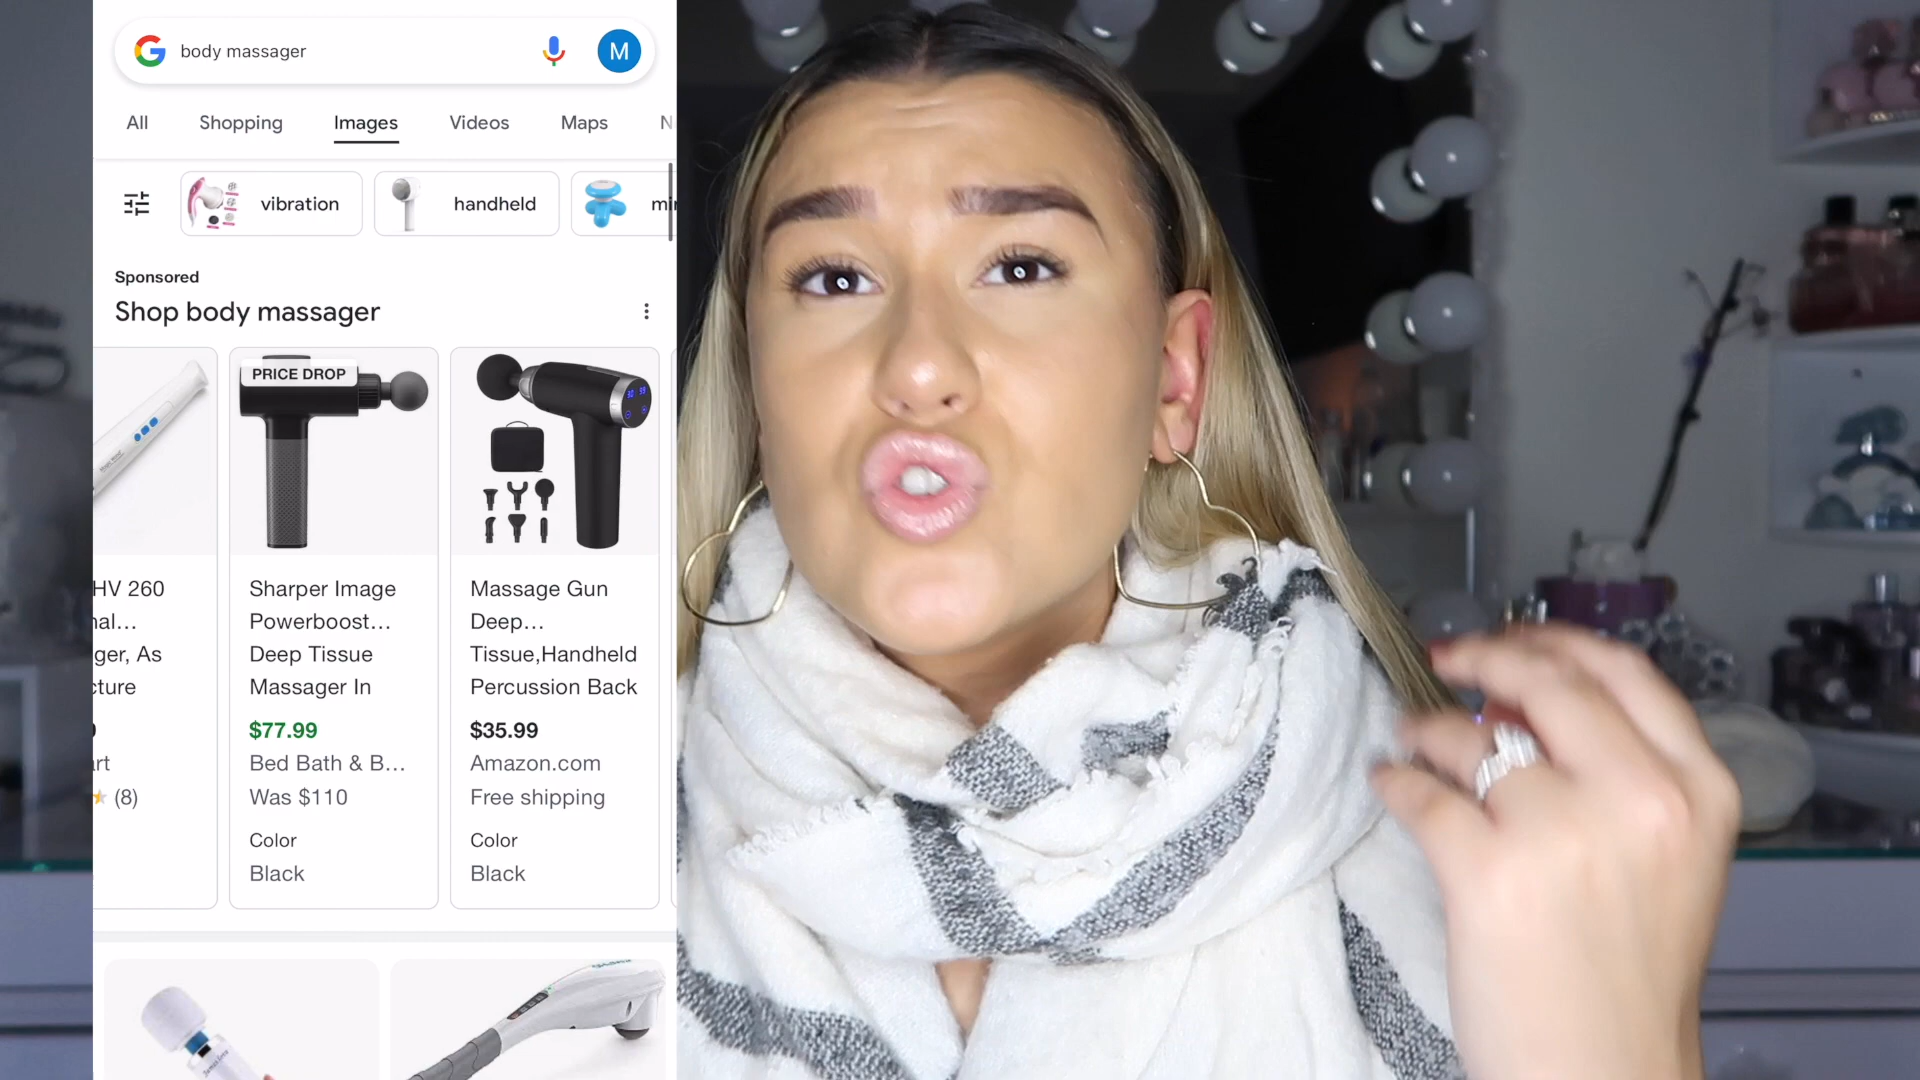 body massager
M
All Shopping Images Videos Maps
vibration handheld
Sponsored
Shop body massager
PRICE DROP
HV 260
Sharper Image
Powerboost...
Deep Tissue
Massager In
$77.99
Bed Bath & B...
Was $110
Color
Black
Massage Gun
Deep...
Tissue,Handheld
Percussion Back
$35.99
Amazon.com
Free shipping
Color
Black
(8)